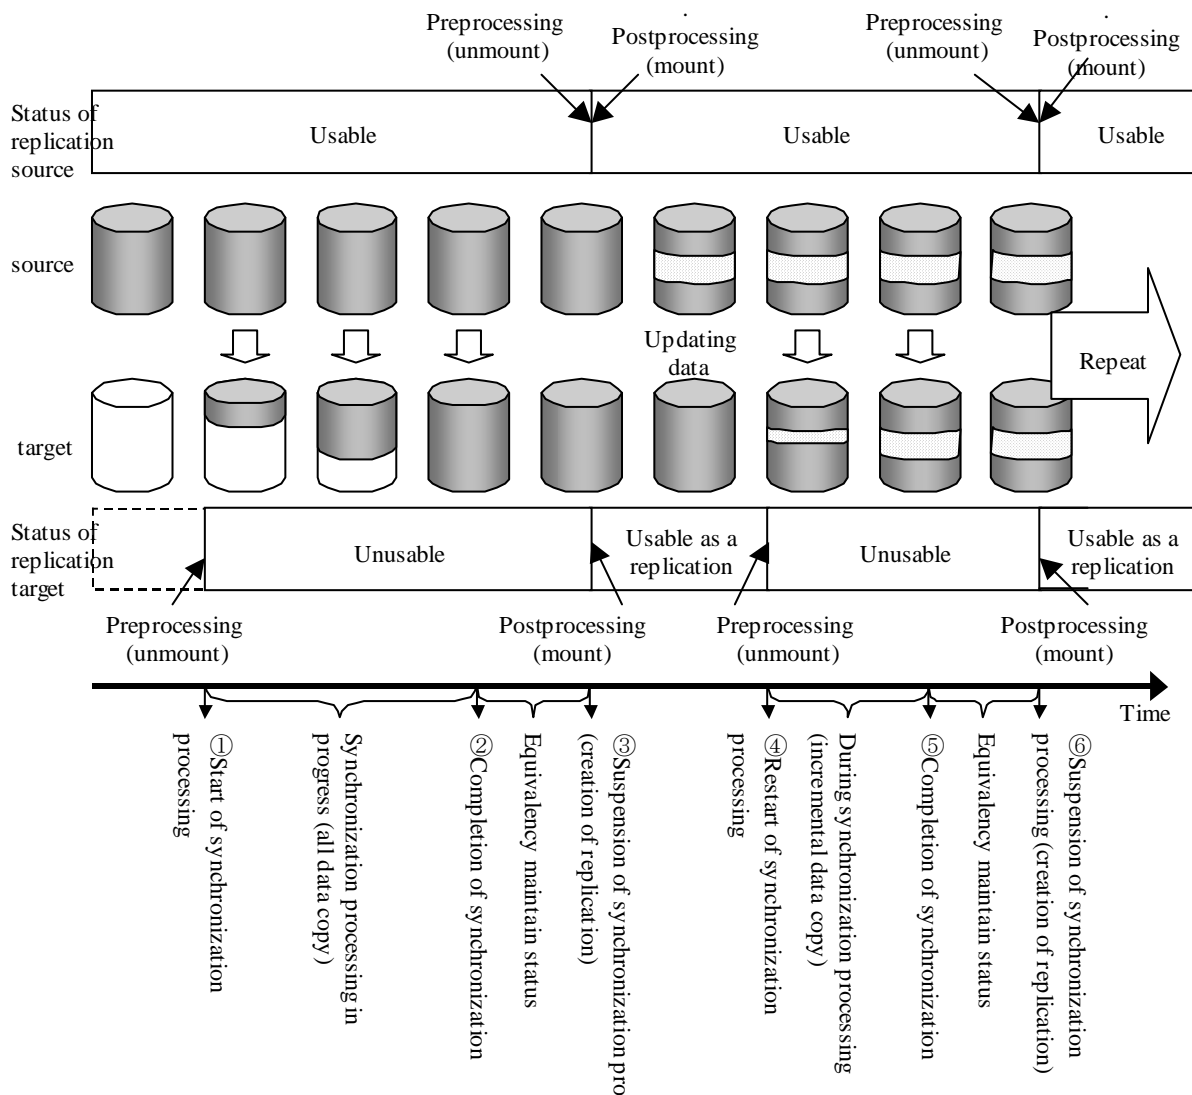 Preprocessing
(unmount)
Postprocessing
(mount)
Preprocessing
(unmount)
Postprocessing
(mount)
Status of
replication
source
Usable
Usable
Usable
source
Updating
data
Repeat
target
Status of
replication
target
Unusable
Usable as a
replication
Unusable
Usable as a
replication
Preprocessing
(unmount)
Postprocessing
(mount)
Preprocessing
(unmount)
Postprocessing
(mount)
Time
①Start of synchronization
processing
Synchronization processing in
progress (all data copy)
②Completion of synchronization
Equivalency maintain status
③Suspension of synchronization pro
(creation of replication)
④Restart of synchronization
processing
During synchronization processing
(incremental data copy)
⑤Completion of synchronization
Equivalency maintain status
⑥Suspension of synchronization
processing (creation of replication)